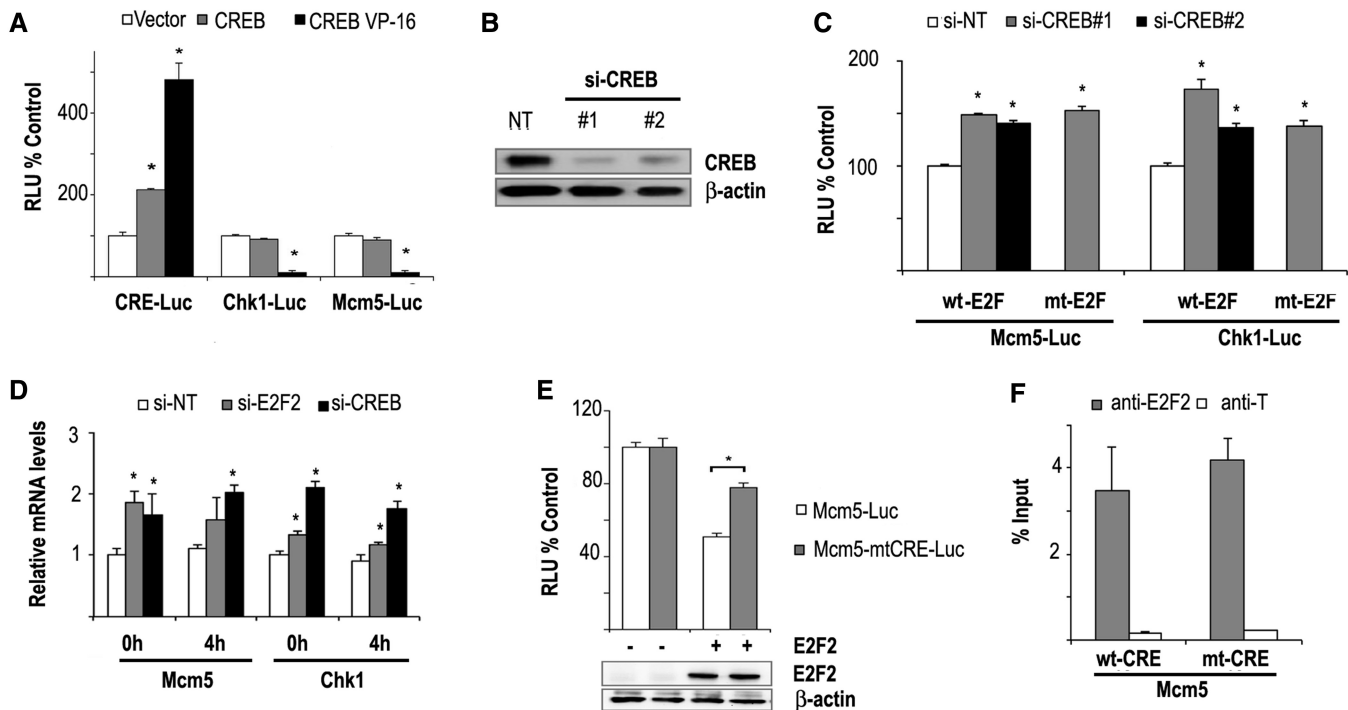 A
Vector CREB CREB VP-16
RLU % Control
400
200
CRE-Luc Chk1-Luc Mcm5-Luc
B
si-CREB
NT #1 #2
CREB
β-actin
C
si-NT si-CREB#1 si-CREB#2
RLU % Control
200
100
* * * * * *
wt-E2F mt-E2F wt-E2F mt-E2F
Mcm5-Luc Chk1-Luc
D
si-NT si-E2F2 si-CREB
Relative mRNA levels
3
2
1
0h 4h 0h 4h
Mcm5 Chk1
E
RLU % Control
120
80
40
*
Mcm5-Luc
Mcm5-mtCRE-Luc
- - + + E2F2
E2F2
β-actin
F
anti-E2F2 anti-T
% Input
4
2
wt-CRE mt-CRE
Mcm5